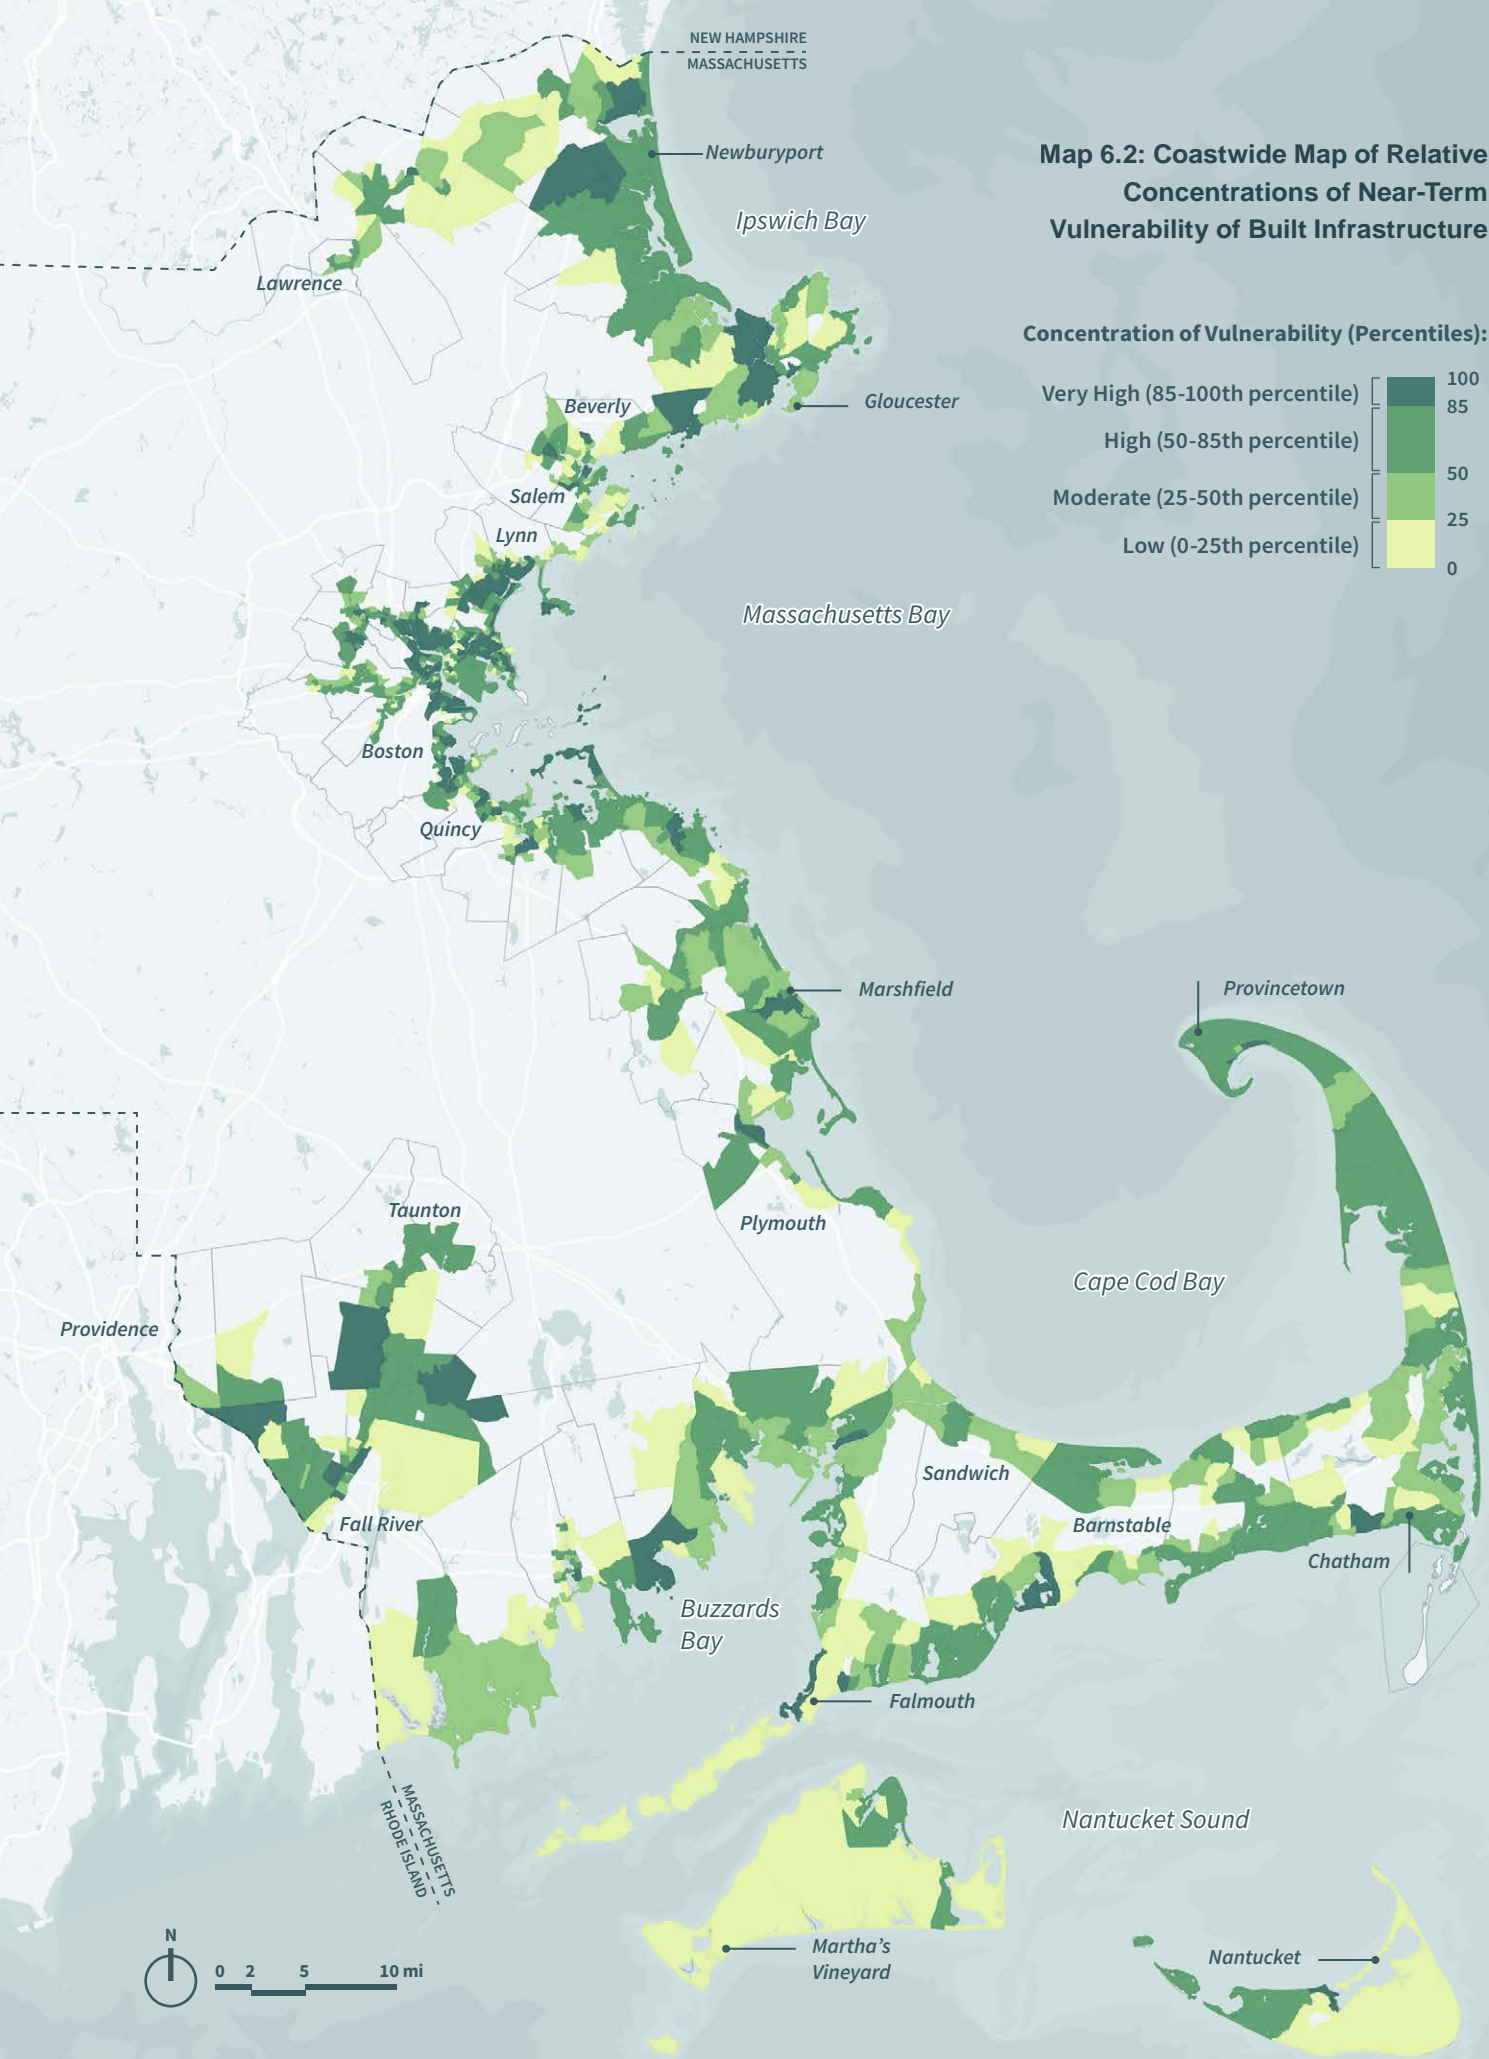 NEW HAMPSHIRE
MASSACHUSETTS
Newburyport
Map 6.2: Coastwide Map of Relative
Concentrations of Near-Term
Vulnerability of Built Infrastructure
Ipswich Bay
Lawrence
Concentration of Vulnerability (Percentiles):
Very High (85-100th percentile)
High (50-85th percentile)
Moderate (25-50th percentile)
Low (0-25th percentile)
100
85
50
25
0
Beverly
Gloucester
Salem
Lynn
Massachusetts Bay
Boston
Quincy
Marshfield
Provincetown
Taunton
Plymouth
Cape Cod Bay
Providence
Sandwich
Fall River
Barnstable
Chatham
Buzzards
Bay
Falmouth
MASSACHUSETTS
RHODE ISLAND
Nantucket Sound
N
0 2 5 10 mi
Martha's
Vineyard
Nantucket